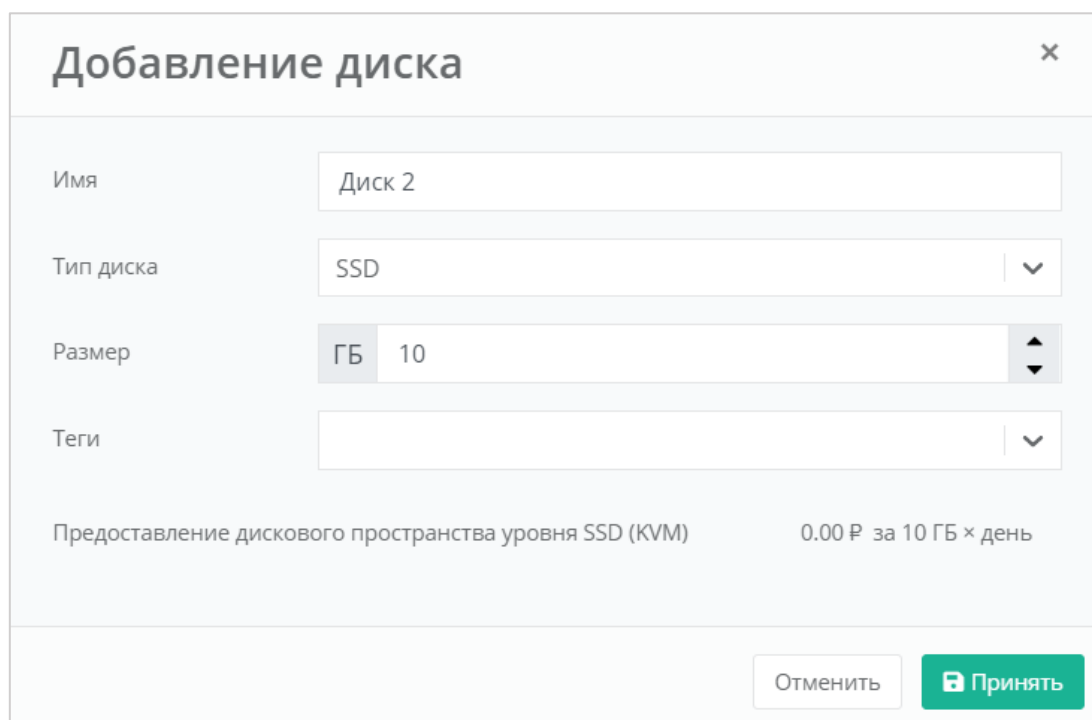 Добавление диска
×
Имя
Диск 2
Тип диска
SSD
Размер
ГБ 10
Теги
Предоставление дискового пространства уровня SSD (KVM) 0.00 ₽ за 10 ГБ × день
Отменить
Принять